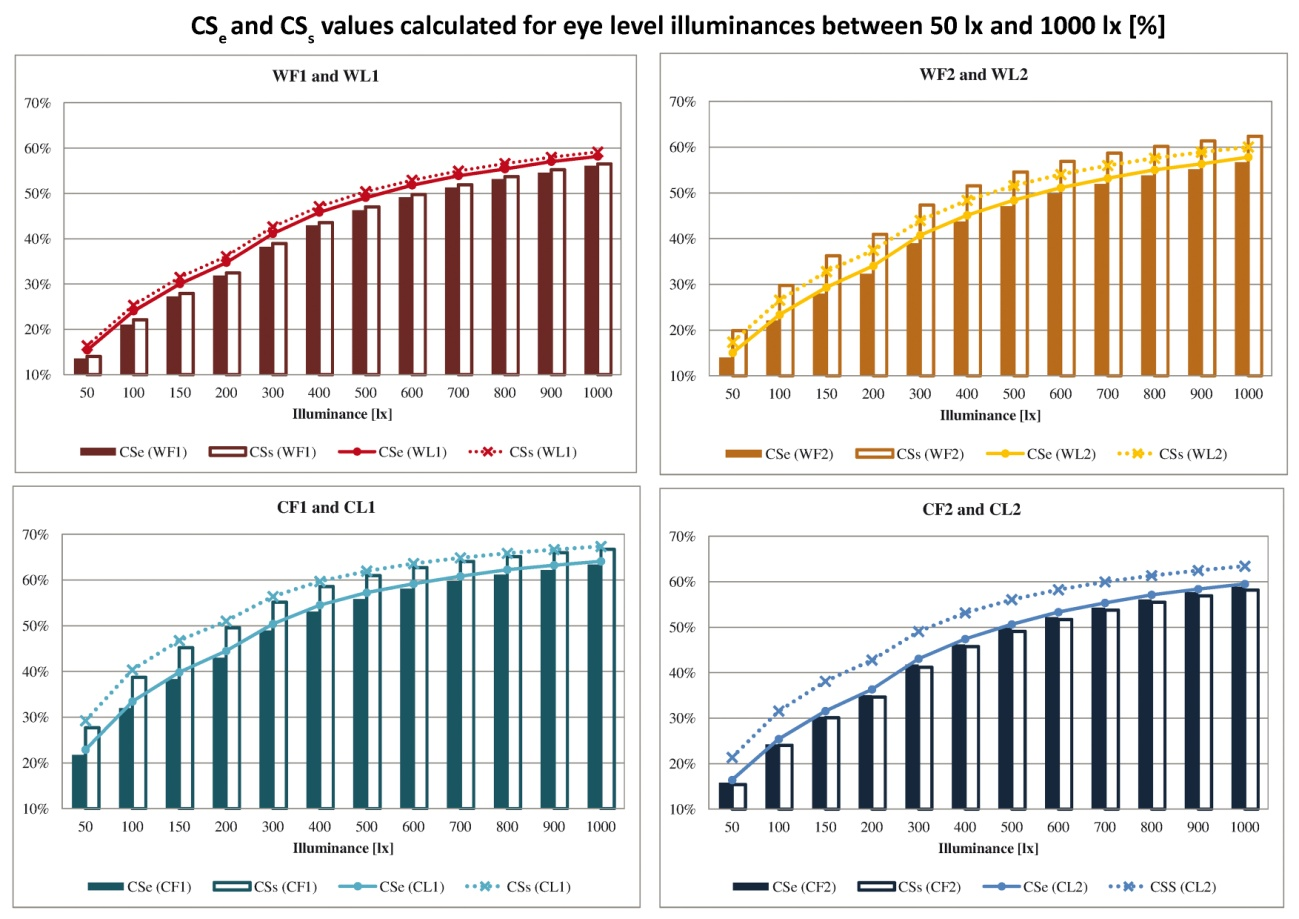 CSe and CSs values calculated for eye level illuminances between 50 lx and 1000 lx [%]
WF1 and WL1
70%
60%
50%
40%
30%
20%
10%
50 100 150 200 300 400 500 600 700 800 900 1000
Illuminance [lx]
CSe (WF1) CSs (WF1) CSe (WL1) CSs (WL1)
WF2 and WL2
70%
60%
50%
40%
30%
20%
10%
50 100 150 200 300 400 500 600 700 800 900 1000
Illuminance [lx]
CSe (WF2) CSs (WF2) CSe (WL2) CSs (WL2)
CF1 and CL1
70%
60%
50%
40%
30%
20%
10%
50 100 150 200 300 400 500 600 700 800 900 1000
Illuminance [lx]
CSe (CF1) CSs (CF1) CSe (CL1) CSs (CL1)
CF2 and CL2
70%
60%
50%
40%
30%
20%
10%
50 100 150 200 300 400 500 600 700 800 900 1000
Illuminance [lx]
CSe (CF2) CSs (CF2) CSe (CL2) CSS (CL2)